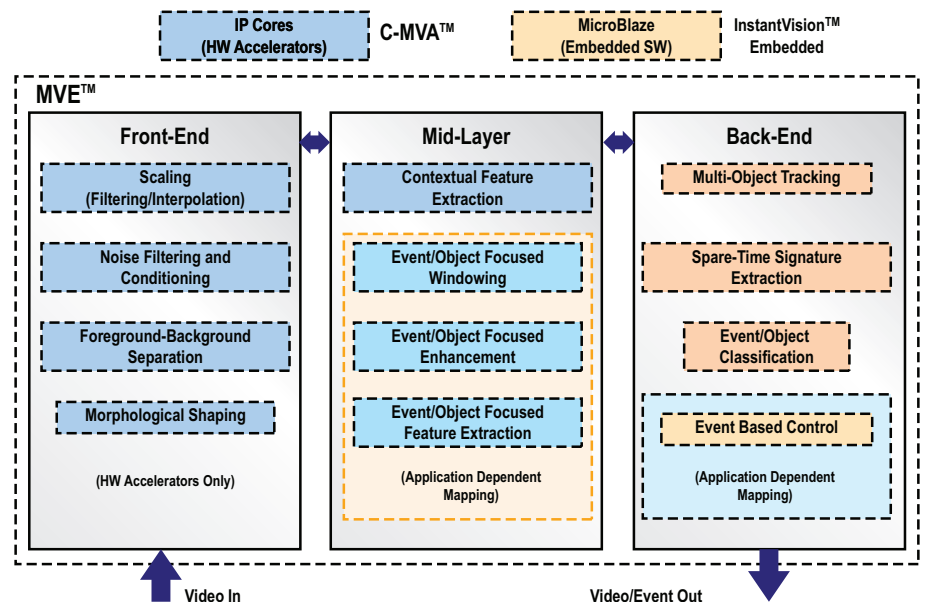 IP Cores
(HW Accelerators)
C-MVA™
MicroBlaze
(Embedded SW)
InstantVision™
Embedded
MVE™
Front-End
Scaling
(Filtering/Interpolation)
Noise Filtering and
Conditioning
Foreground-Background
Separation
Morphological Shaping
(HW Accelerators Only)
Mid-Layer
Contextual Feature
Extraction
Event/Object Focused
Windowing
Event/Object Focused
Enhancement
Event/Object Focused
Feature Extraction
(Application Dependent
Mapping)
Back-End
Multi-Object Tracking
Spare-Time Signature
Extraction
Event/Object
Classification
Event Based Control
(Application Dependent
Mapping)
Video In
Video/Event Out